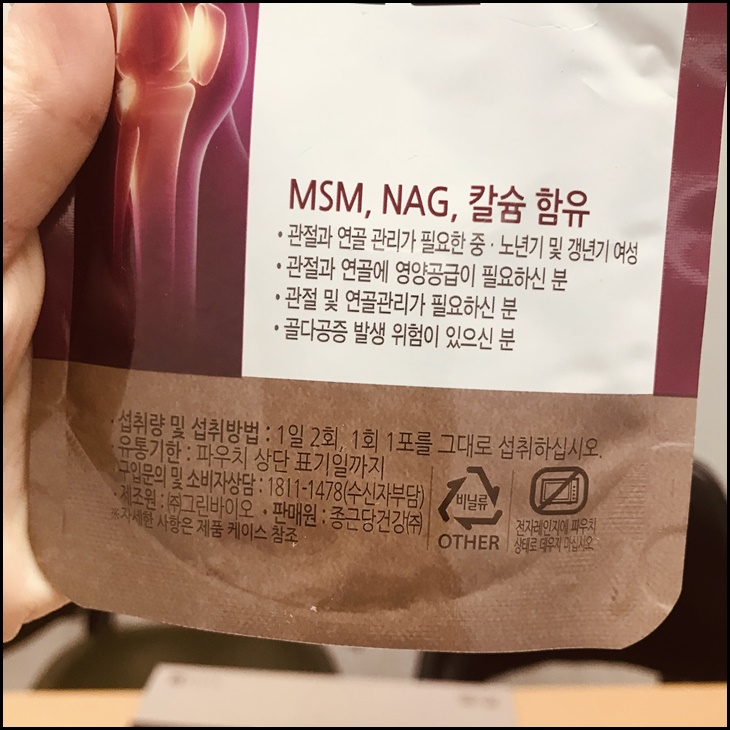 MSM, NAG, 칼슘 함유
• 관절과 연골 관리가 필요한 중 · 노년기 및 갱년기 여성
• 관절과 연골에 영양공급이 필요하신 분
• 관절 및 연골관리가 필요하신 분
• 골다공증 발생 위험이 있으신 분
· 섭취량 및 섭취방법 : 1일 2회, 1회 1포를 그대로 섭취하십시오.
유통기한 : 파우치 상단 표기일까지
구입문의 및 소비자상담 : 1811-1478(수신자부담)
· 제조원 : ㈜그린바이오 · 판매원 : 종근당건강㈜
※자세한 사항은 제품 케이스 참조
비닐류
OTHER
전자레인지에 파우치
상태로 데우지 마십시오.